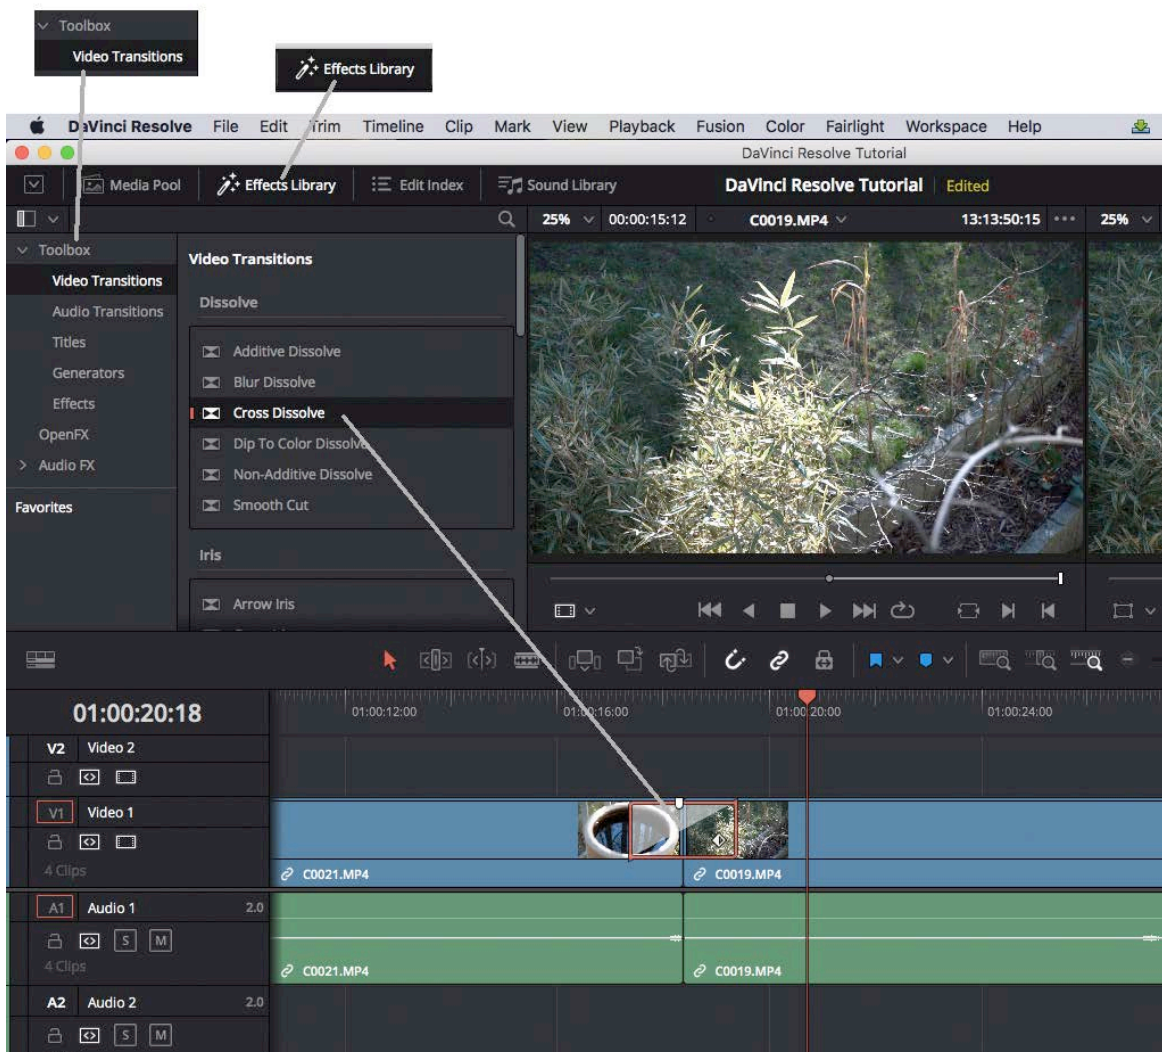 Toolbox
Video Transitions
Effects Library
DaVinci Resolve File Edit Trim Timeline Clip Mark View Playback Fusion Color Fairlight Workspace Help
DaVinci Resolve Tutorial
Media Pool Effects Library Edit Index Sound Library DaVinci Resolve Tutorial Edited
25% 00:00:15:12 C0019.MP4 13:13:50:15 25%
Toolbox
Video Transitions
Audio Transitions
Titles
Generators
Effects
OpenFX
Audio FX
Favorites
Video Transitions
Dissolve
Additive Dissolve
Blur Dissolve
Cross Dissolve
Dip To Color Dissolve
Non-Additive Dissolve
Smooth Cut
Iris
Arrow Iris
01:00:20:18
01:00:12:00 01:00:16:00 01:00:20:00 01:00:24:00
V2 Video 2
V1 Video 1
4 Clips
C0021.MP4 C0019.MP4
A1 Audio 1 2.0
S M
4 Clips
C0021.MP4 C0019.MP4
A2 Audio 2 2.0
S M